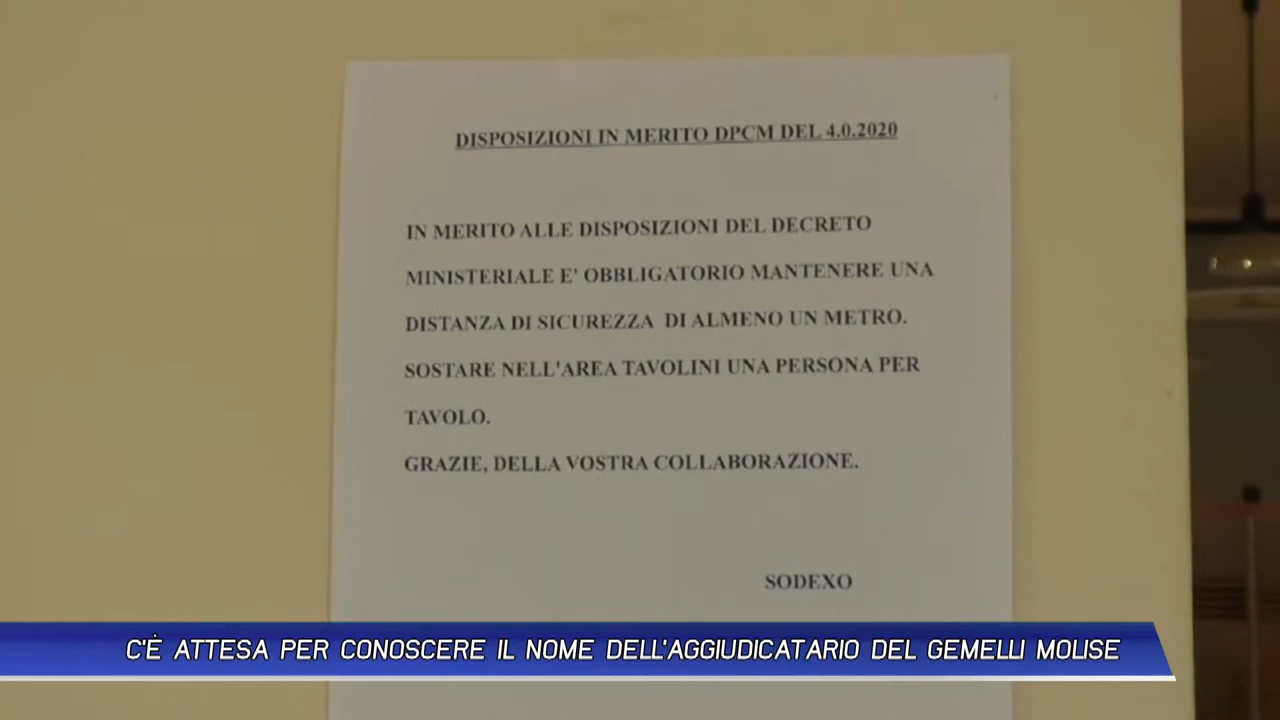 DISPOSIZIONI IN MERITO DPCM DEL 4.0.2020
IN MERITO ALLE DISPOSIZIONI DEL DECRETO
MINISTERIALE E' OBBLIGATORIO MANTENERE UNA
DISTANZA DI SICUREZZA DI ALMENO UN METRO.
SOSTARE NELL'AREA TAVOLINI UNA PERSONA PER
TAVOLO.
GRAZIE, DELLA VOSTRA COLLABORAZIONE.
SODEXO
C'È ATTESA PER CONOSCERE IL NOME DELL'AGGIUDICATARIO DEL GEMELLI MOLISE